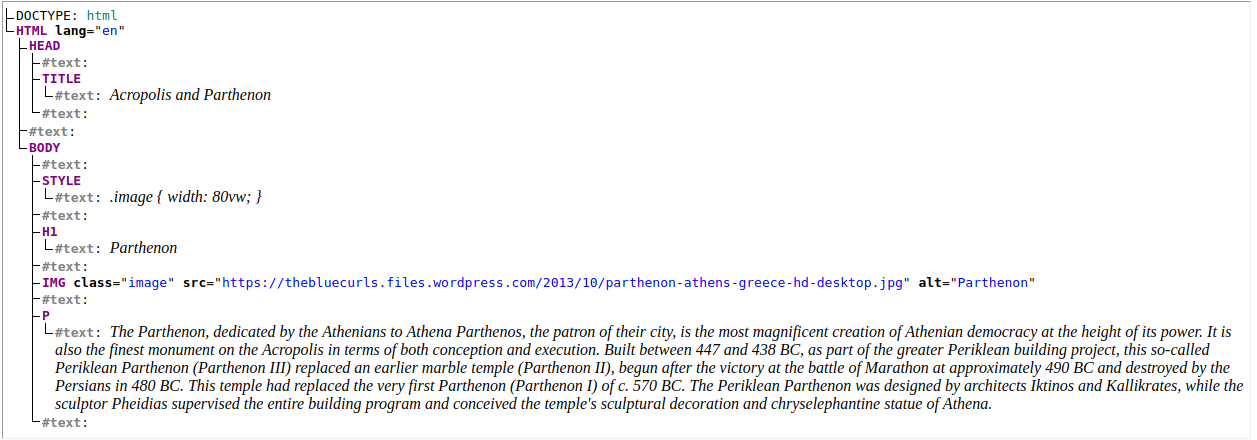 DOCTYPE: html
HTML lang="en"
HEAD
#text:
TITLE
#text: Acropolis and Parthenon
#text:
#text:
BODY
#text:
STYLE
#text: .image { width: 80vw; }
#text:
H1
#text: Parthenon
#text:
IMG class="image" src="https://thebluecurls.files.wordpress.com/2013/10/parthenon-athens-greece-hd-desktop.jpg" alt="Parthenon"
#text:
P
#text: The Parthenon, dedicated by the Athenians to Athena Parthenos, the patron of their city, is the most magnificent creation of Athenian democracy at the height of its power. It is
also the finest monument on the Acropolis in terms of both conception and execution. Built between 447 and 438 BC, as part of the greater Periklean building project, this so-called
Periklean Parthenon (Parthenon III) replaced an earlier marble temple (Parthenon II), begun after the victory at the battle of Marathon at approximately 490 BC and destroyed by the
Persians in 480 BC. This temple had replaced the very first Parthenon (Parthenon I) of c. 570 BC. The Periklean Parthenon was designed by architects Iktinos and Kallikrates, while the
sculptor Pheidias supervised the entire building program and conceived the temple's sculptural decoration and chryselephantine statue of Athena.
#text: